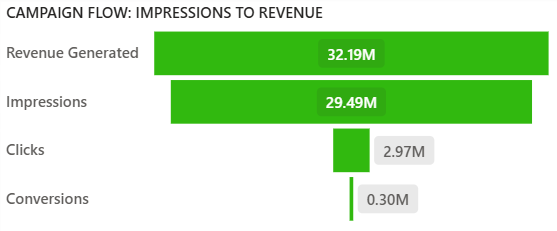 CAMPAIGN FLOW: IMPRESSIONS TO REVENUE
Revenue Generated 32.19M
Impressions 29.49M
Clicks 2.97M
Conversions 0.30M